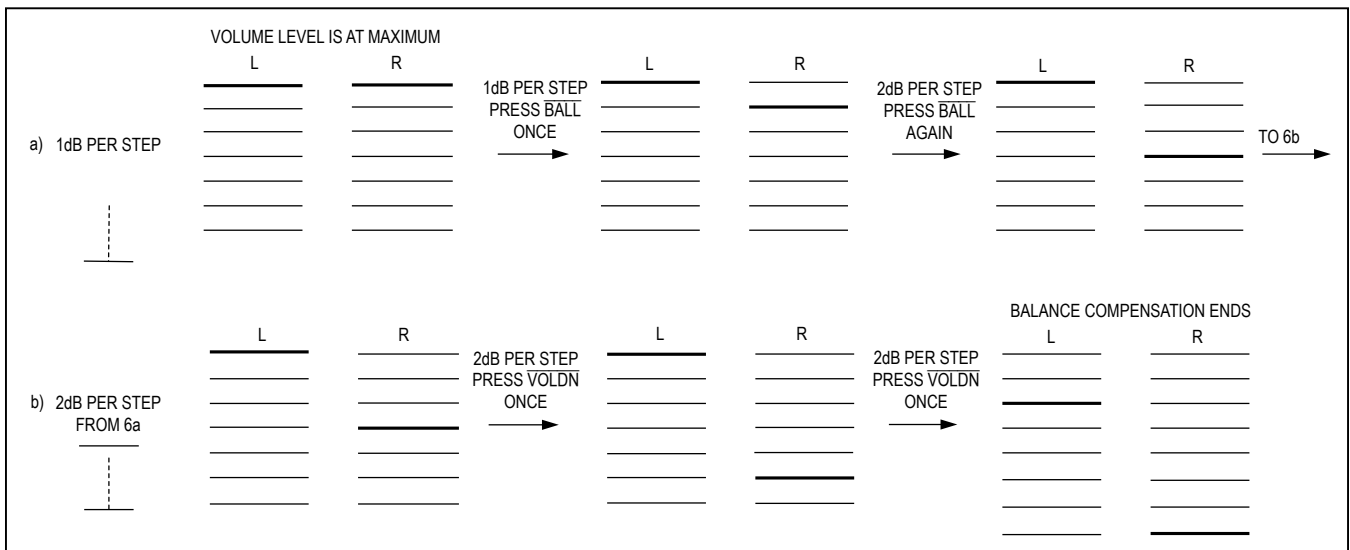 VOLUME LEVEL IS AT MAXIMUM
L R L R L R
a) 1dB PER STEP
1dB PER STEP
PRESS BALL
ONCE
2dB PER STEP
PRESS BALL
AGAIN
TO 6b
BALANCE COMPENSATION ENDS
L R L R L R
b) 2dB PER STEP
FROM 6a
2dB PER STEP
PRESS VOLDN
ONCE
2dB PER STEP
PRESS VOLDN
ONCE